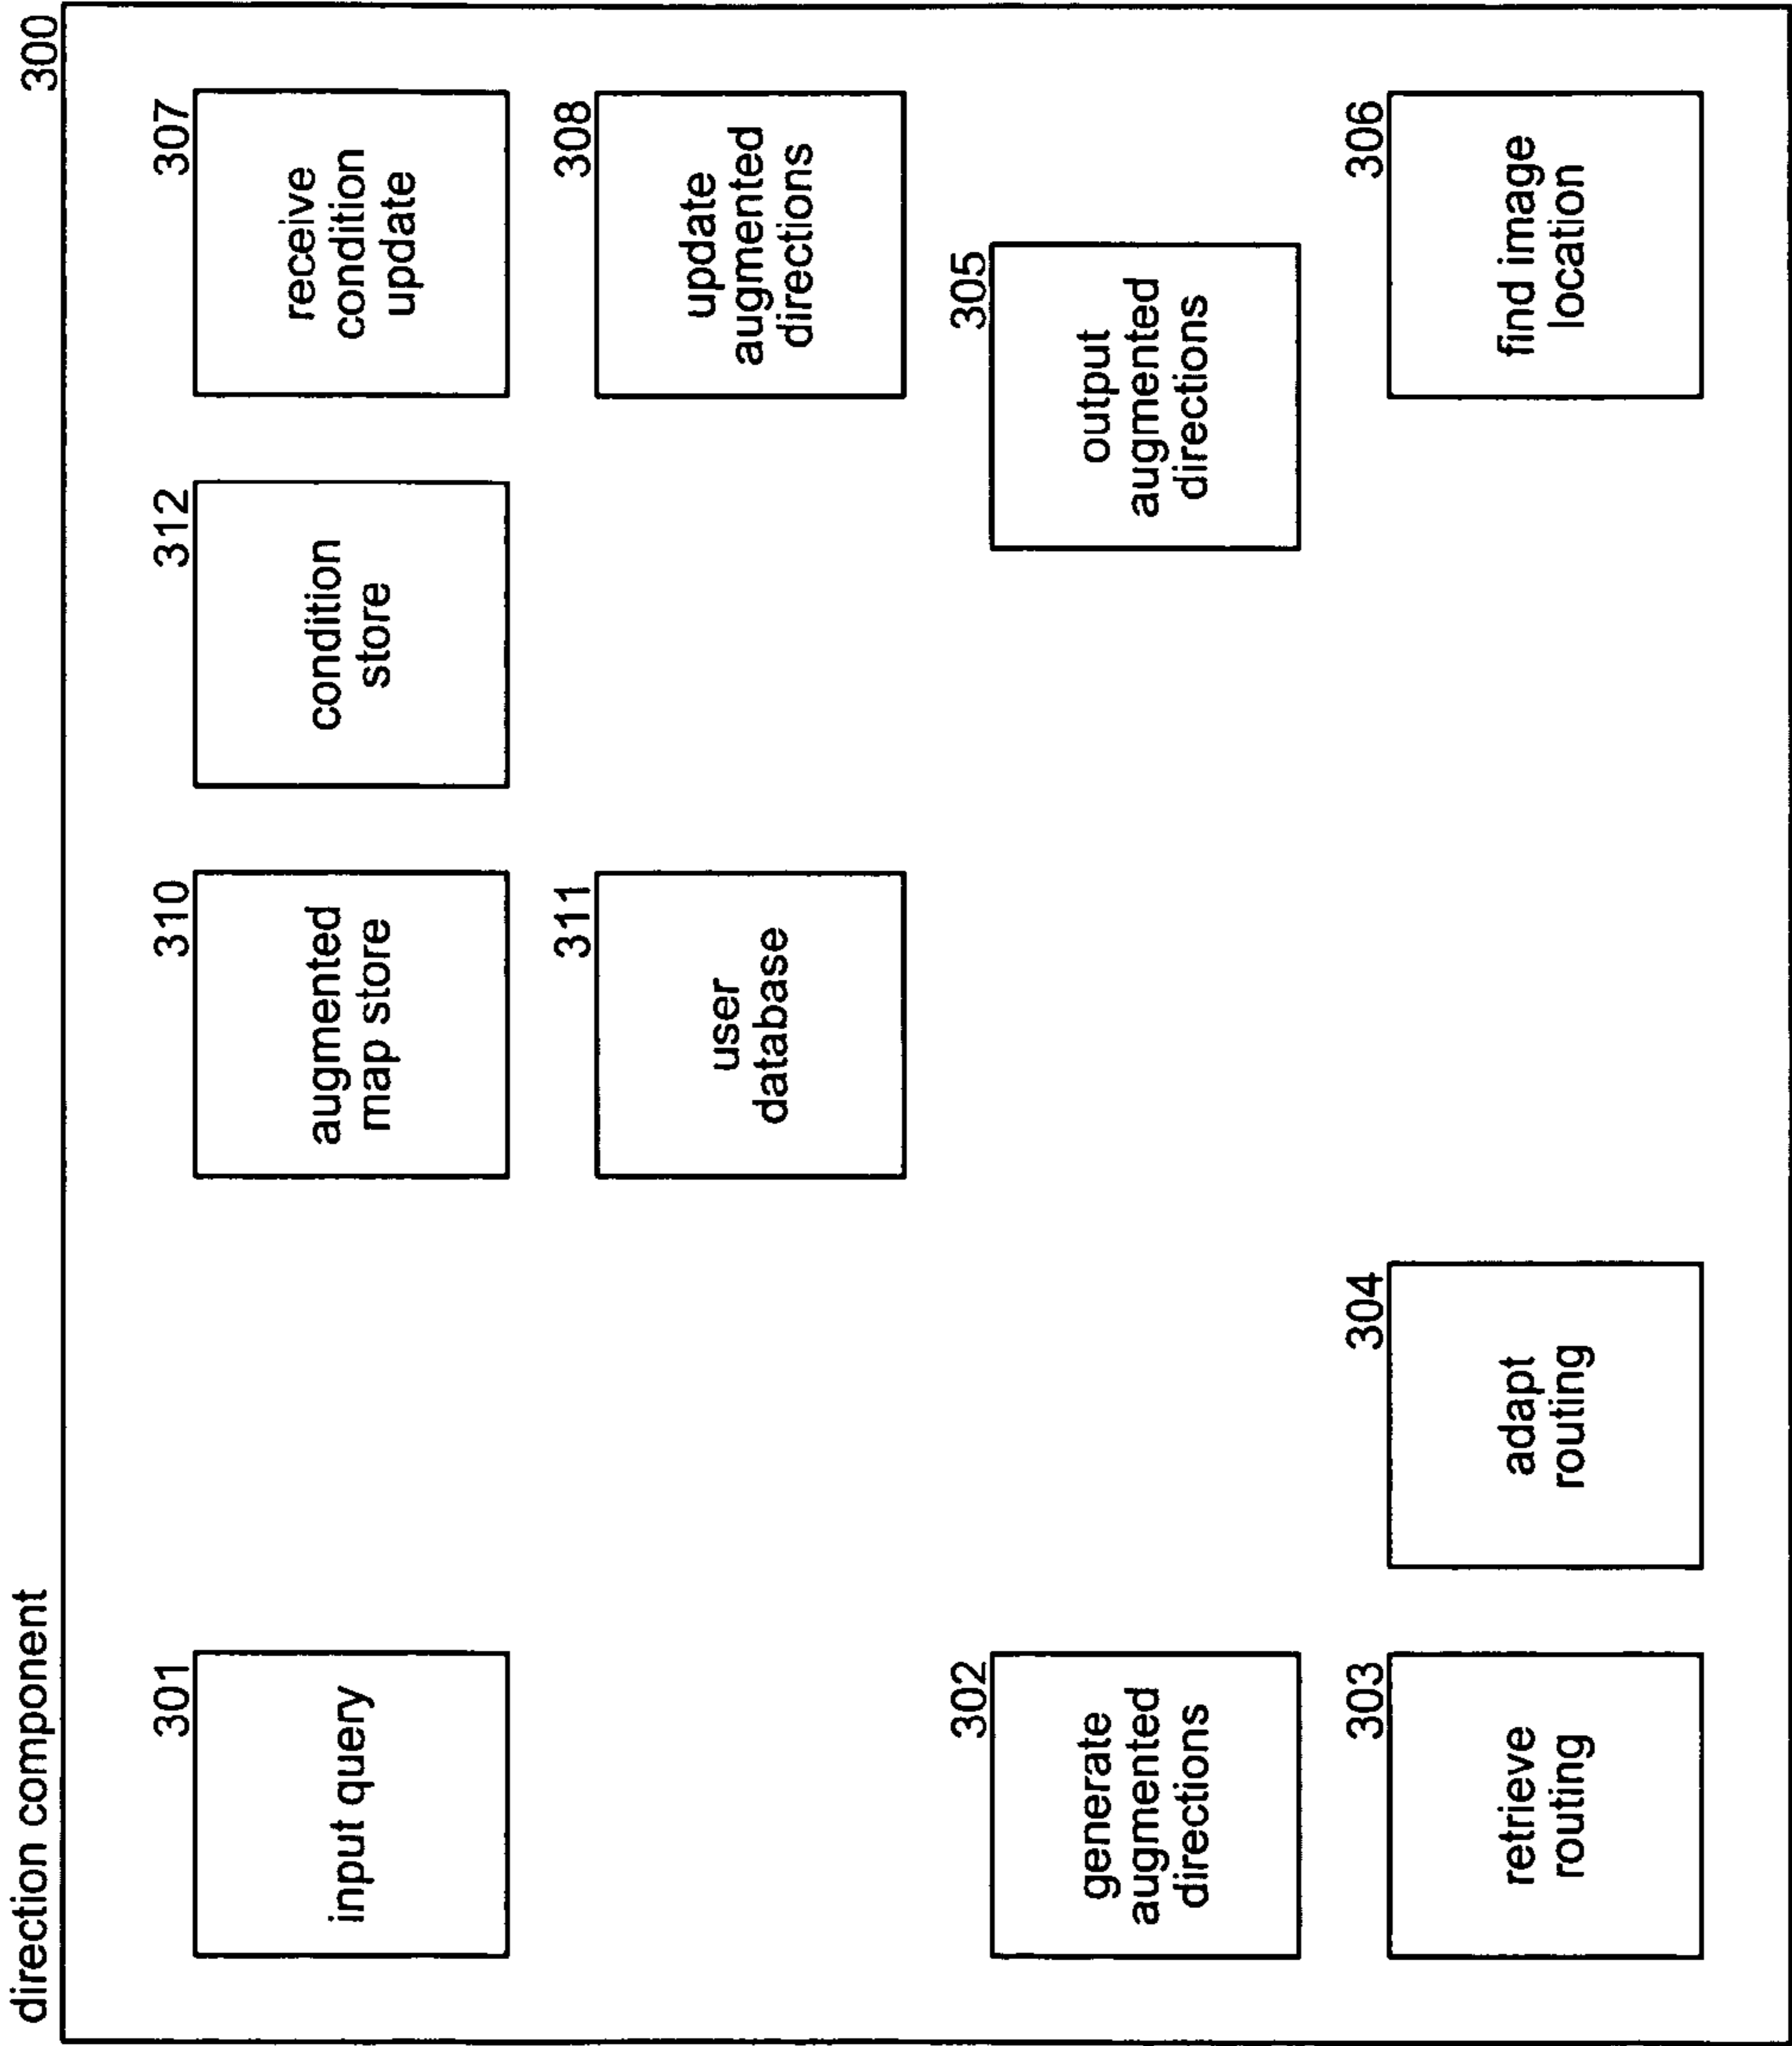 direction component
300
301
input query
310
augmented
map store
312
condition
store
307
receive
condition
update
311
user
database
308
update
augmented
directions
302
generate
augmented
directions
305
output
augmented
directions
303
retrieve
routing
304
adapt
routing
306
find image
location